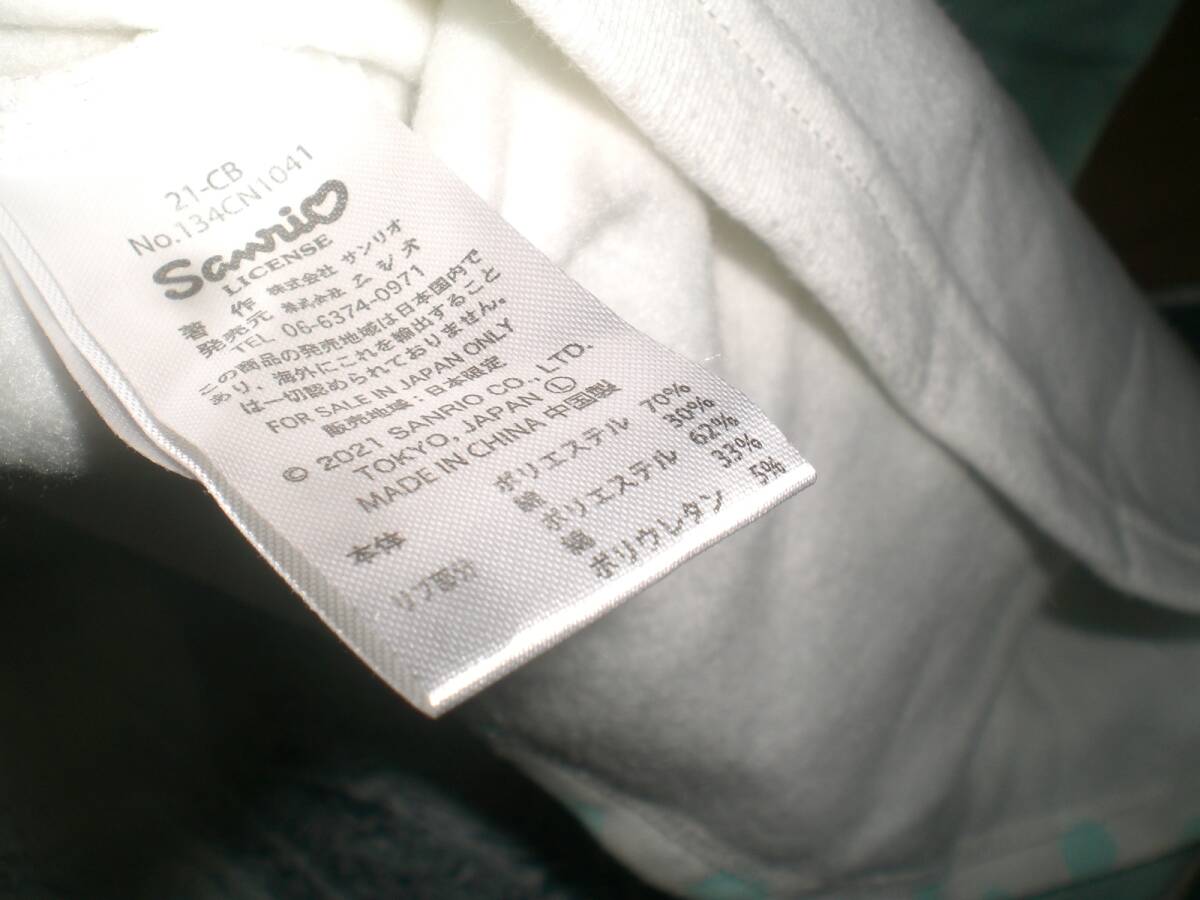 21-CB
No.134CN1041
Sanrio
LICENSE
著作 株式会社 サンリオ
発売元 株式会社 ニシオ
TEL 06-6374-0971
この商品の発売地域は日本国内で
あり、海外にこれを輸出すること
は一切認められておりません。
FOR SALE IN JAPAN ONLY
販売地域:日本限定
© 2021 SANRIO CO., LTD.
TOKYO, JAPAN Ⓛ
MADE IN CHINA 中国製
本体 ポリエステル 70%
綿 30%
リブ部分 ポリエステル 62%
綿 33%
ポリウレタン 5%